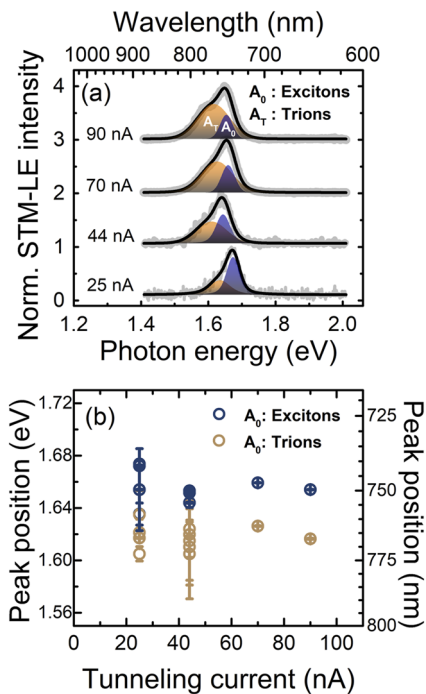 Wavelength (nm)
1000 900 800 700 600
Norm. STM-LE intensity
4
3
2
1
0
(a)
A0 : Excitons
AT : Trions
AT A0
90 nA
70 nA
44 nA
25 nA
1.2 1.4 1.6 1.8 2.0
Photon energy (eV)
Peak position (eV)
1.72
1.68
1.64
1.60
1.56
(b)
A0: Excitons
A0: Trions
725
750
775
800
Peak position (nm)
0 20 40 60 80 100
Tunneling current (nA)